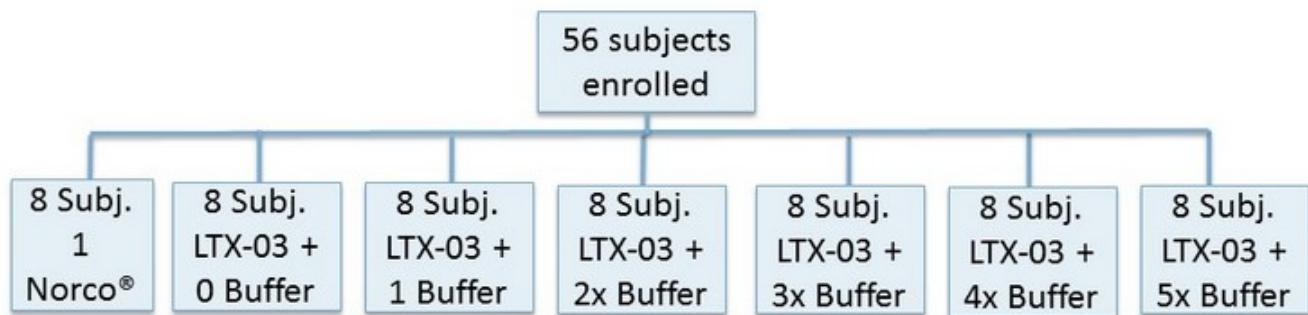 56 subjects
enrolled
8 Subj.
1
Norco®
8 Subj.
LTX-03 +
0 Buffer
8 Subj.
LTX-03 +
1 Buffer
8 Subj.
LTX-03 +
2x Buffer
8 Subj.
LTX-03 +
3x Buffer
8 Subj.
LTX-03 +
4x Buffer
8 Subj.
LTX-03 +
5x Buffer